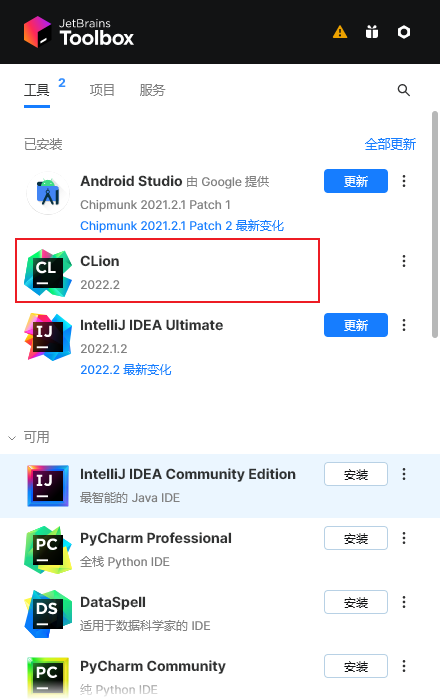 JetBrains
Toolbox
工具 2 项目 服务
已安装 全部更新
Android Studio 由 Google 提供 更新
Chipmunk 2021.2.1 Patch 1
Chipmunk 2021.2.1 Patch 2 最新变化
CL CLion
2022.2
IJ IntelliJ IDEA Ultimate 更新
2022.1.2
2022.2 最新变化
可用
IJ IntelliJ IDEA Community Edition 安装
最智能的 Java IDE
PC PyCharm Professional 安装
全栈 Python IDE
DS DataSpell 安装
适用于数据科学家的 IDE
PC PyCharm Community 安装
纯 Python IDE